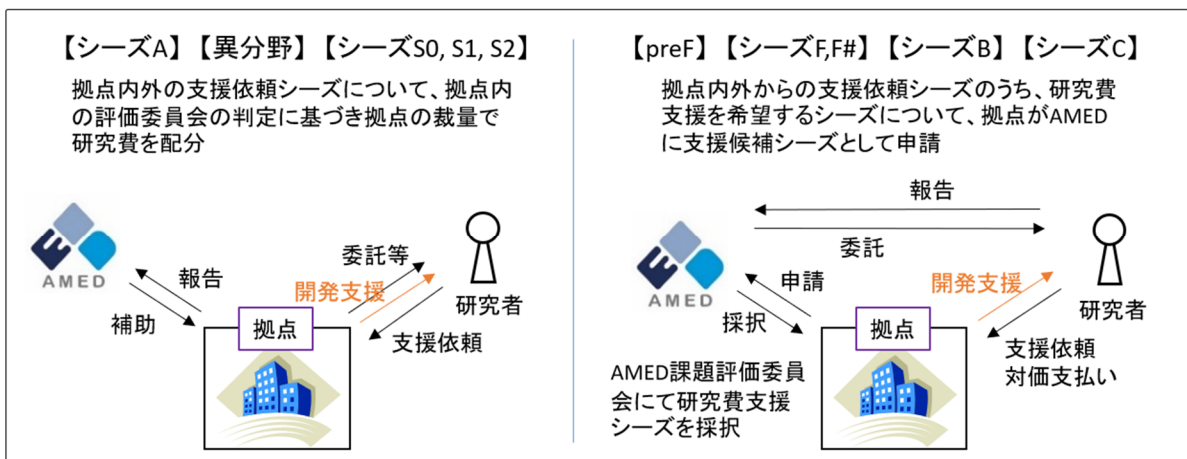 【シーズA】【異分野】【シーズS0, S1, S2】
拠点内外の支援依頼シーズについて、拠点内
の評価委員会の判定に基づき拠点の裁量で
研究費を配分
AMED
報告
補助
拠点
委託等
開発支援
支援依頼
研究者
【preF】【シーズF,F#】【シーズB】【シーズC】
拠点内外からの支援依頼シーズのうち、研究費
支援を希望するシーズについて、拠点がAMED
に支援候補シーズとして申請
報告
委託
AMED
申請
採択
拠点
開発支援
研究者
支援依頼
対価支払い
AMED課題評価委員
会にて研究費支援
シーズを採択